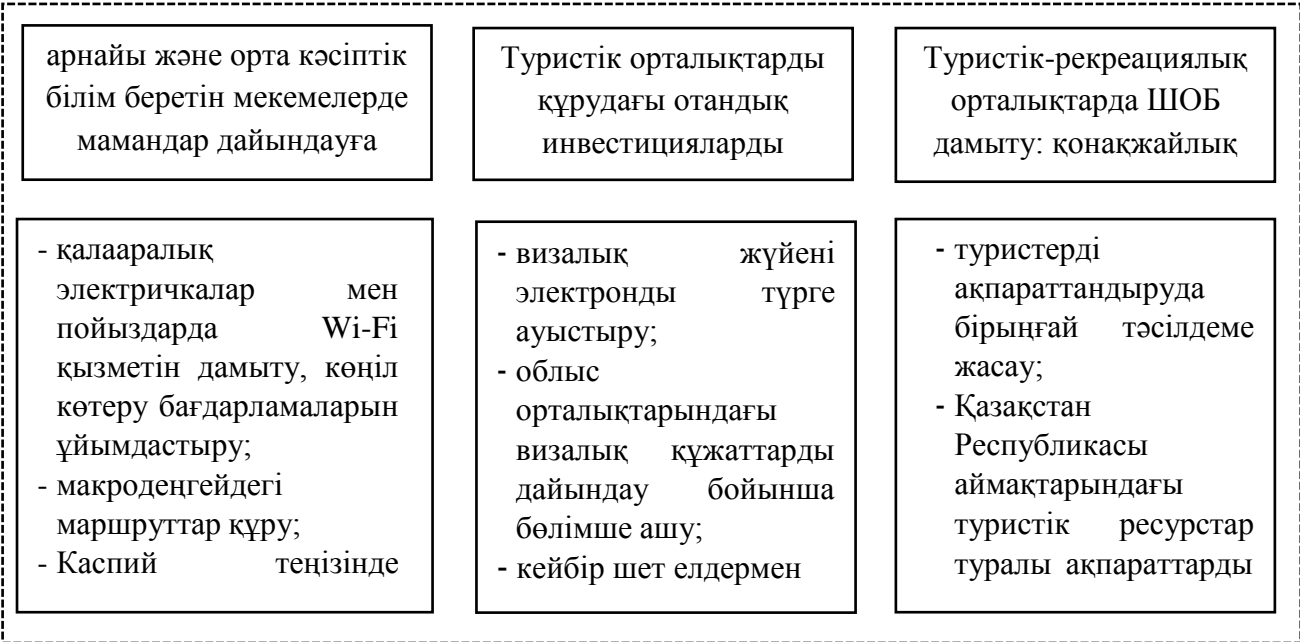 арнайы және орта кәсіптік
білім беретін мекемелерде
мамандар дайындауға
Туристік орталықтарды
құрудағы отандық
инвестицияларды
Туристік-рекреациялық
орталықтарда ШОБ
дамыту: қонақжайлық
- қалааралық
электричкалар мен
пойыздарда Wi-Fi
қызметін дамыту, көңіл
көтеру бағдарламаларын
ұйымдастыру;
- макродеңгейдегі
маршруттар құру;
- Каспий теңізінде
- визалық жүйені
электронды түрге
ауыстыру;
- облыс
орталықтарындағы
визалық құжаттарды
дайындау бойынша
бөлімше ашу;
- кейбір шет елдермен
- туристерді
ақпараттандыруда
бірыңғай тәсілдеме
жасау;
- Қазақстан
Республикасы
аймақтарындағы
туристік ресурстар
туралы ақпараттарды